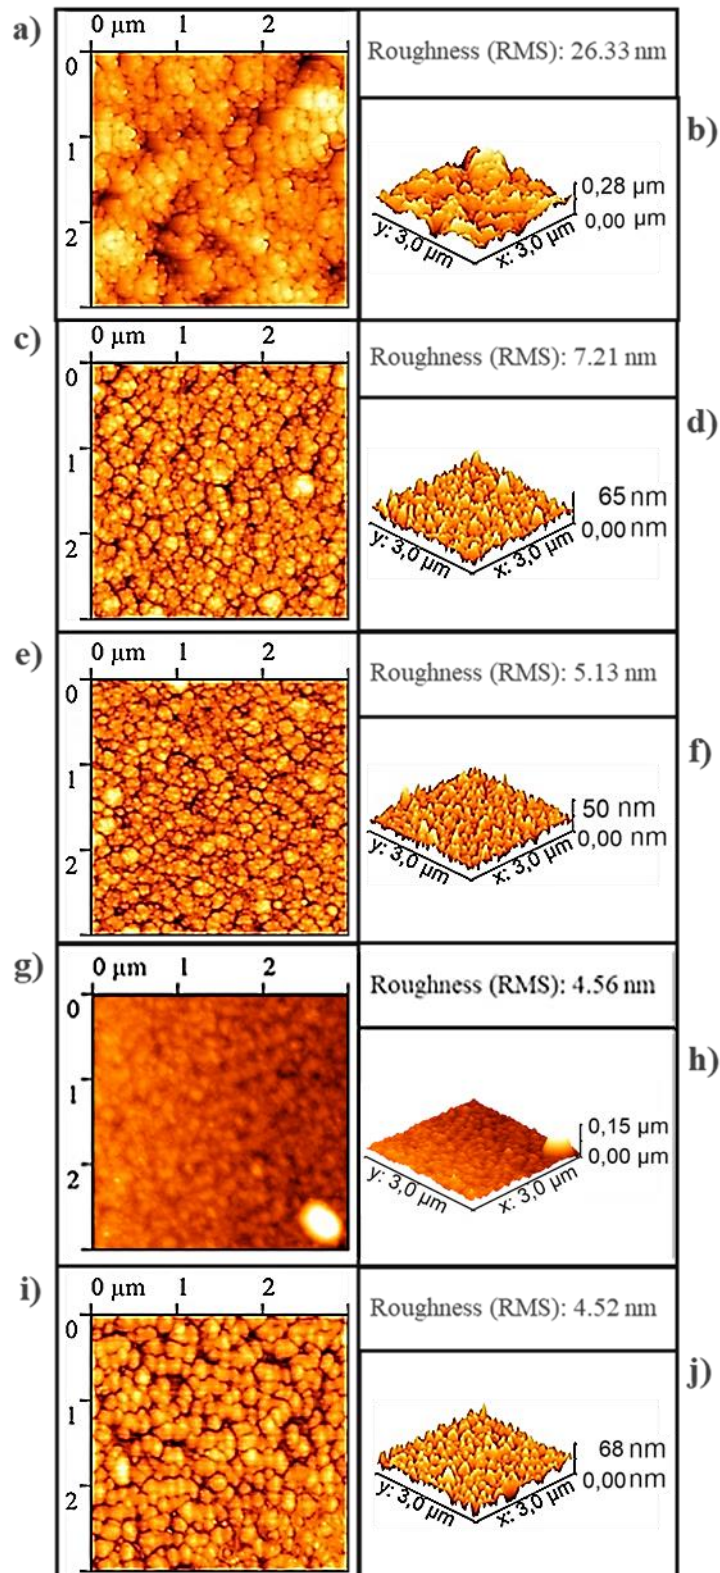 a)
0 µm 1 2
0
1
2
Roughness (RMS): 26.33 nm
b)
0,28 µm
0,00 µm
y: 3,0 µm
x: 3,0 µm
c)
0 µm 1 2
0
1
2
Roughness (RMS): 7.21 nm
d)
65 nm
0,00 nm
y: 3,0 µm
x: 3,0 µm
e)
0 µm 1 2
0
1
2
Roughness (RMS): 5.13 nm
f)
50 nm
0,00 nm
y: 3,0 µm
x: 3,0 µm
g)
0 µm 1 2
0
1
2
Roughness (RMS): 4.56 nm
h)
0,15 µm
0,00 µm
y: 3,0 µm
x: 3,0 µm
i)
0 µm 1 2
0
1
2
Roughness (RMS): 4.52 nm
j)
68 nm
0,00 nm
y: 3,0 µm
x: 3,0 µm